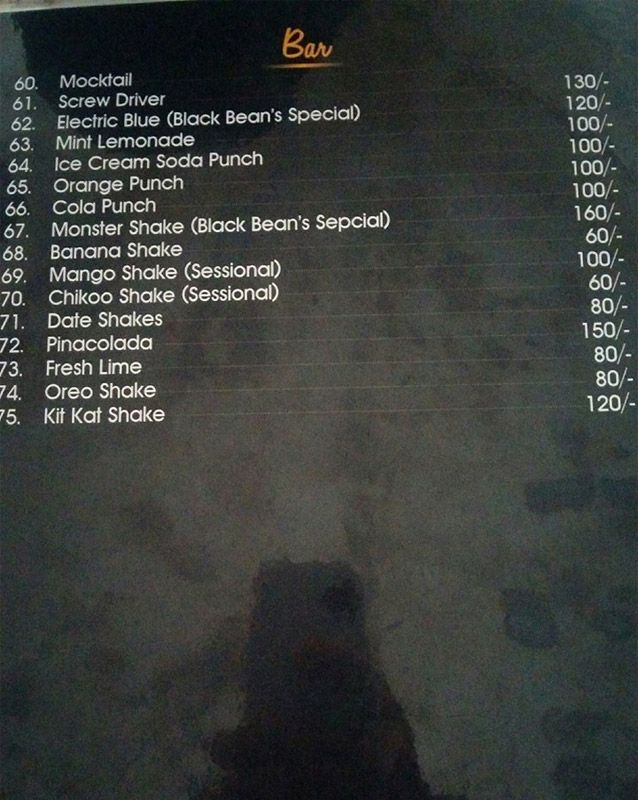 Bar
60. Mocktail
61. Screw Driver 130/-
62. Electric Blue (Black Bean's Special) 120/-
63. Mint Lemonade 100/-
64. Ice Cream Soda Punch 100/-
65. Orange Punch 100/-
66. Cola Punch 100/-
67. Monster Shake (Black Bean's Sepcial) 160/-
68. Banana Shake 60/-
69. Mango Shake (Sessional) 100/-
70. Chikoo Shake (Sessional) 60/-
71. Date Shakes 80/-
72. Pinacolada 150/-
73. Fresh Lime 80/-
74. Oreo Shake 80/-
75. Kit Kat Shake 120/-